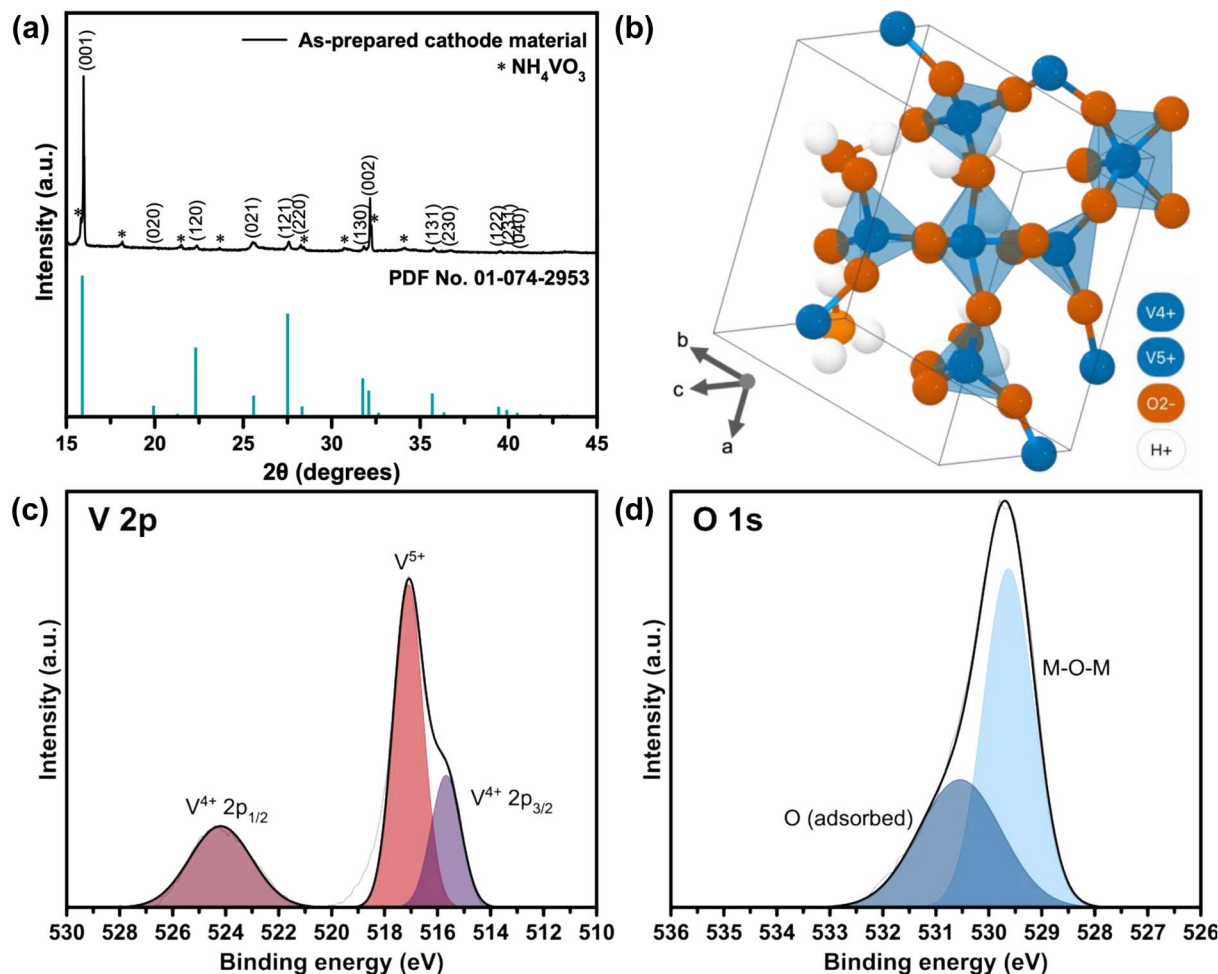 (a)
As-prepared cathode material
* NH₄VO₃
(001)
*
*
(020)
*
(120)
*
(021)
(121)
(220)
*
*
(130)
(002)
*
*
(131)
(230)
(122)
(231)
(040)
PDF No. 01-074-2953
Intensity (a.u.)
15 20 25 30 35 40 45
2θ (degrees)
(b)
b
c
a
V4+
V5+
O2-
H+
(c)
V 2p
V⁵⁺
V⁴⁺ 2p₁/₂
V⁴⁺ 2p₃/₂
Intensity (a.u.)
530 528 526 524 522 520 518 516 514 512 510
Binding energy (eV)
(d)
O 1s
M-O-M
O (adsorbed)
Intensity (a.u.)
536 535 534 533 532 531 530 529 528 527 526
Binding energy (eV)